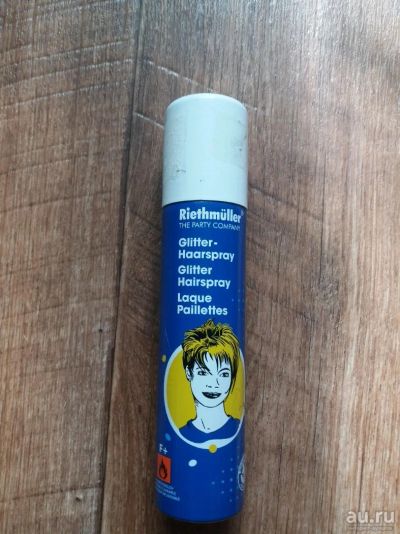 Riethmüller®
THE PARTY COMPANY
Glitter-
Haarspray
Glitter
Hairspray
Laque
Paillettes
F+
au.ru